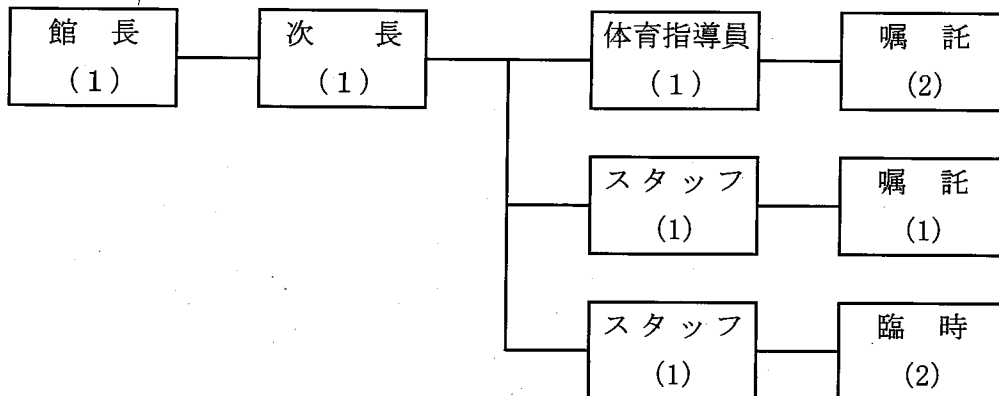 館　長
(1)
次　長
(1)
体育指導員
(1)
嘱　託
(2)
スタッフ
(1)
嘱　託
(1)
スタッフ
(1)
臨　時
(2)